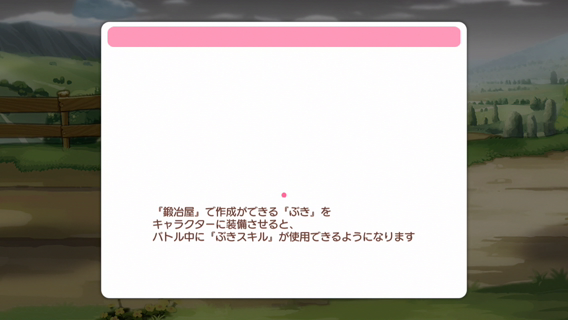 「鍛冶屋」で作成ができる「ぶき」を
キャラクターに装備させると、
バトル中に「ぶきスキル」が使用できるようになります